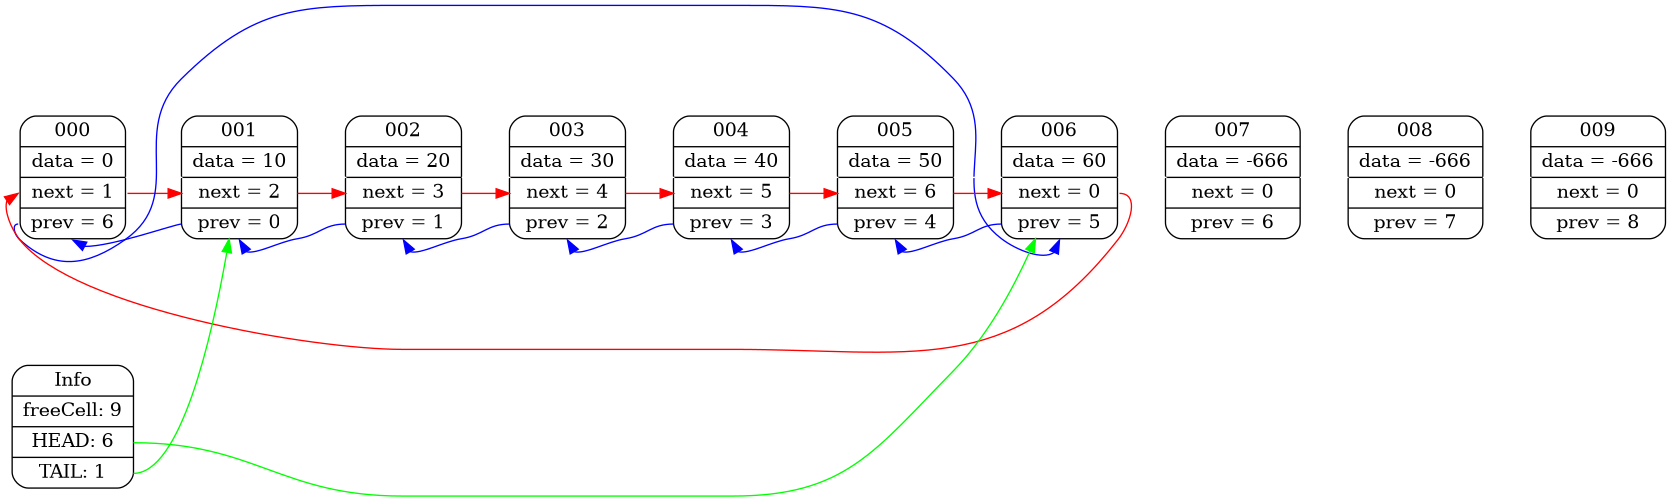 000
data = 0
next = 1
prev = 6
001
data = 10
next = 2
prev = 0
002
data = 20
next = 3
prev = 1
003
data = 30
next = 4
prev = 2
004
data = 40
next = 5
prev = 3
005
data = 50
next = 6
prev = 4
006
data = 60
next = 0
prev = 5
007
data = -666
next = 0
prev = 6
008
data = -666
next = 0
prev = 7
009
data = -666
next = 0
prev = 8
Info
freeCell: 9
HEAD: 6
TAIL: 1